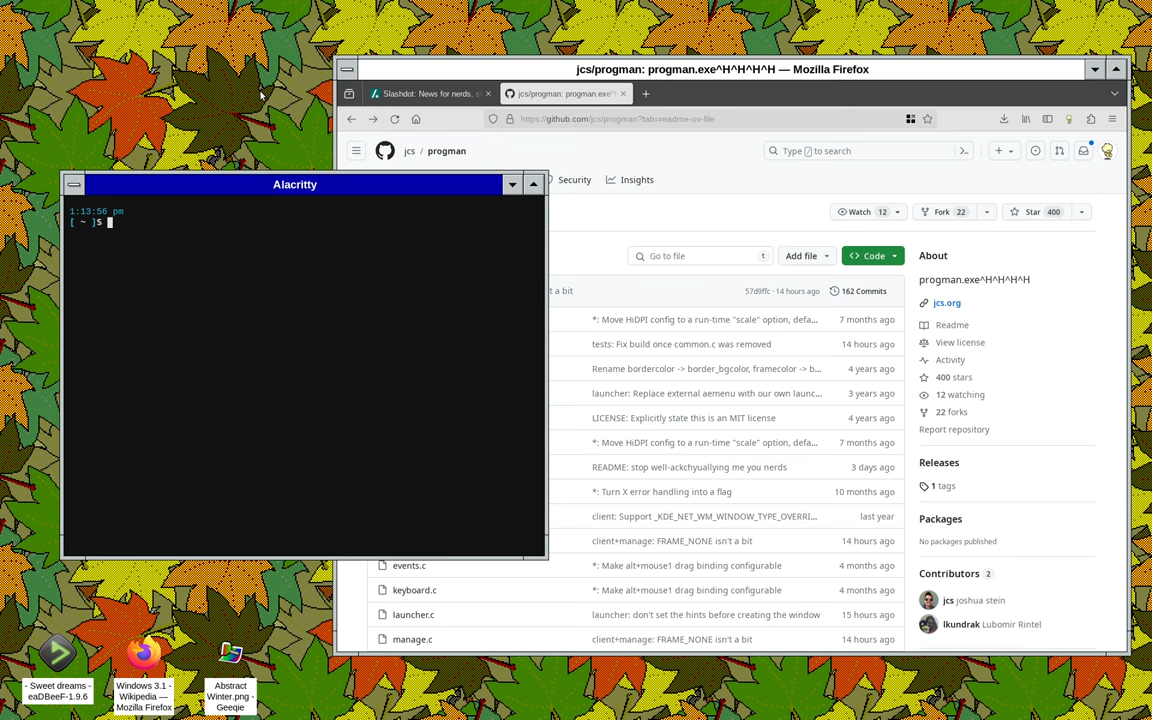 jcs/progman: progman.exe^H^H^H^H — Mozilla Firefox
Slashdot: News for nerds, s
jcs/progman: progman.exe^
https://github.com/jcs/progman?tab=readme-ov-file
jcs / progman
Type / to search
Security
Insights
Alacritty
1:13:56 pm
[ ~ ]$
Watch 12
Fork 22
Star 400
Go to file
t
Add file
Code
t a bit
57d9ffc · 14 hours ago
162 Commits
*: Move HiDPI config to a run-time "scale" option, defa...
7 months ago
tests: Fix build once common.c was removed
14 hours ago
Rename bordercolor -> border_bgcolor, framecolor -> b...
4 years ago
launcher: Replace external aemenu with our own launc...
3 years ago
LICENSE: Explicitly state this is an MIT license
4 years ago
*: Move HiDPI config to a run-time "scale" option, defa...
7 months ago
README: stop well-ackchyuallying me you nerds
3 days ago
*: Turn X error handling into a flag
10 months ago
client: Support _KDE_NET_WM_WINDOW_TYPE_OVERRI...
last year
client+manage: FRAME_NONE isn't a bit
14 hours ago
events.c
*: Make alt+mouse1 drag binding configurable
4 months ago
keyboard.c
*: Make alt+mouse1 drag binding configurable
4 months ago
launcher.c
launcher: don't set the hints before creating the window
15 hours ago
manage.c
client+manage: FRAME_NONE isn't a bit
14 hours ago
About
progman.exe^H^H^H^H
jcs.org
Readme
View license
Activity
400 stars
12 watching
22 forks
Report repository
Releases
1 tags
Packages
No packages published
Contributors 2
jcs joshua stein
lkundrak Lubomir Rintel
- Sweet dreams -
eaDBeeF-1.9.6
Windows 3.1 -
Wikipedia —
Mozilla Firefox
Abstract
Winter.png -
Geeqie